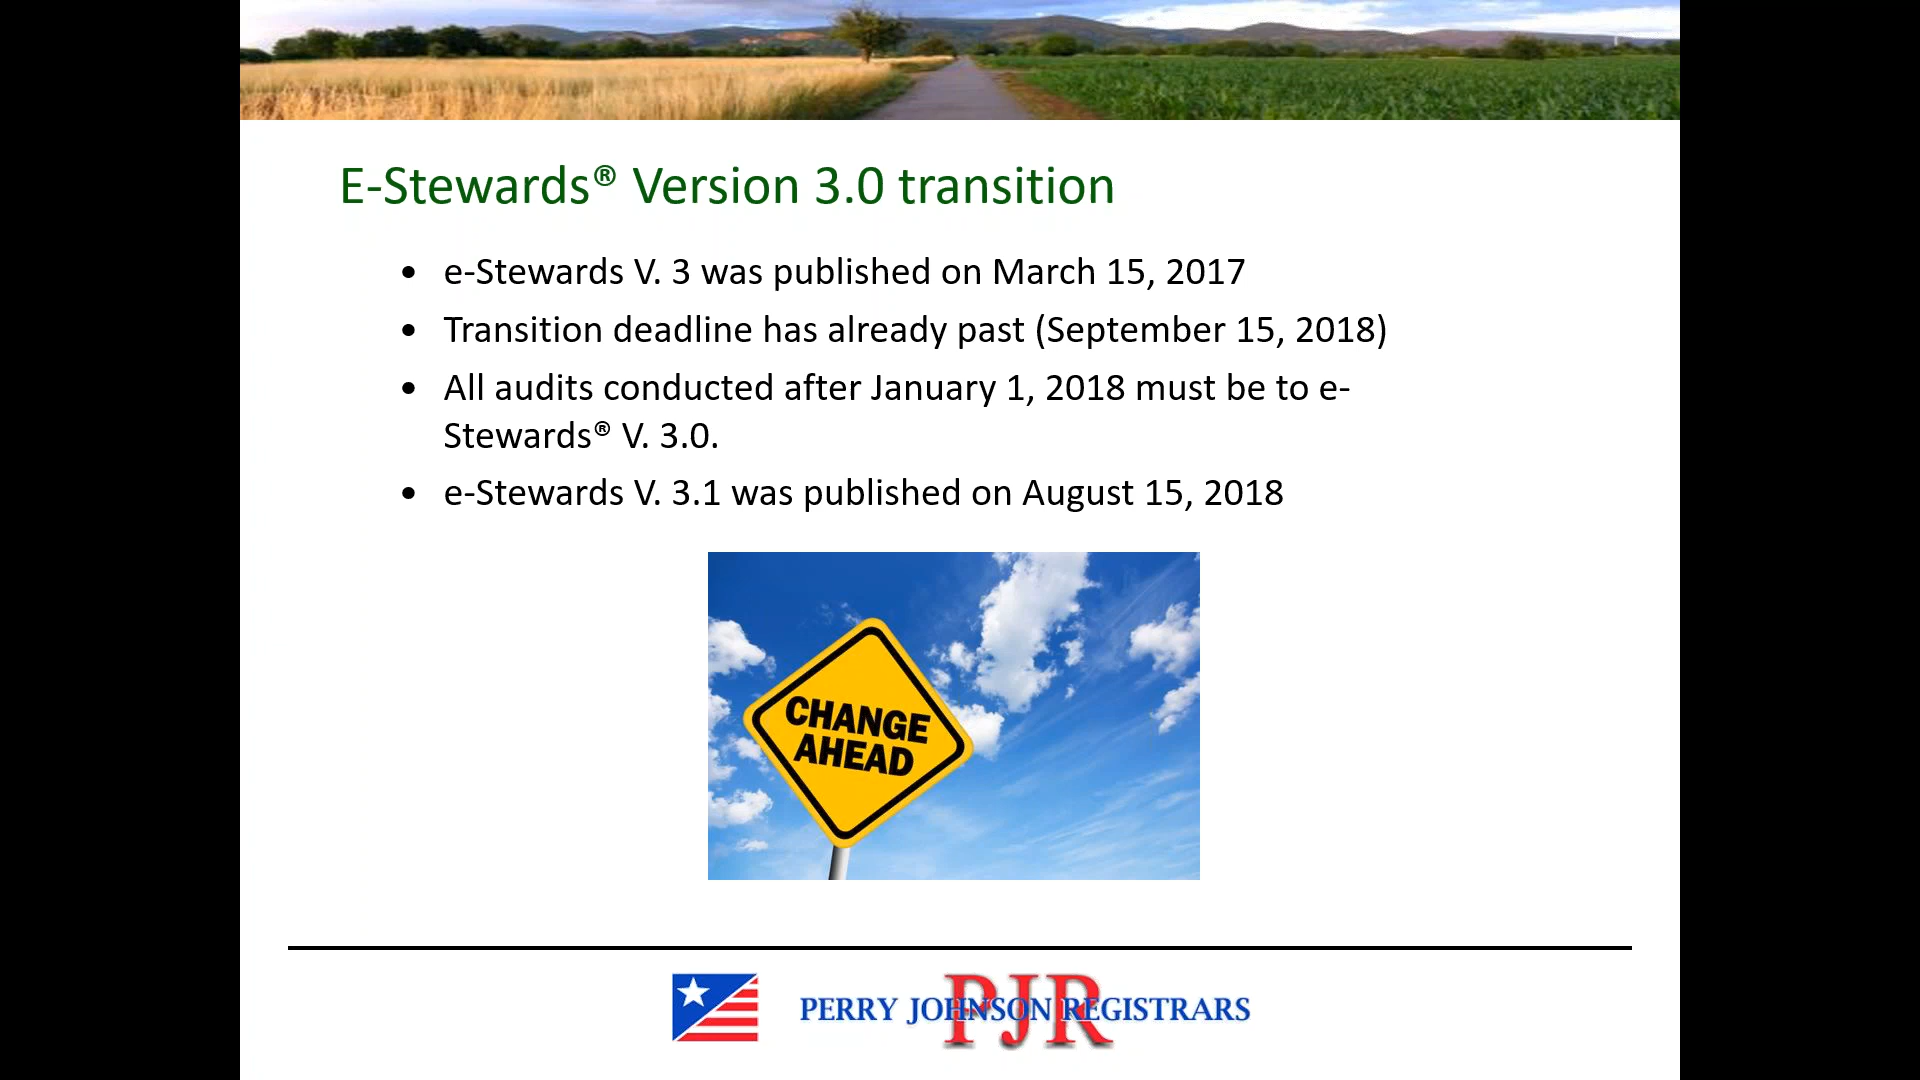 E-Stewards® Version 3.0 transition
• e-Stewards V. 3 was published on March 15, 2017
• Transition deadline has already past (September 15, 2018)
• All audits conducted after January 1, 2018 must be to e-
Stewards® V. 3.0.
• e-Stewards V. 3.1 was published on August 15, 2018
CHANGE
AHEAD
PJR
PERRY JOHNSON REGISTRARS